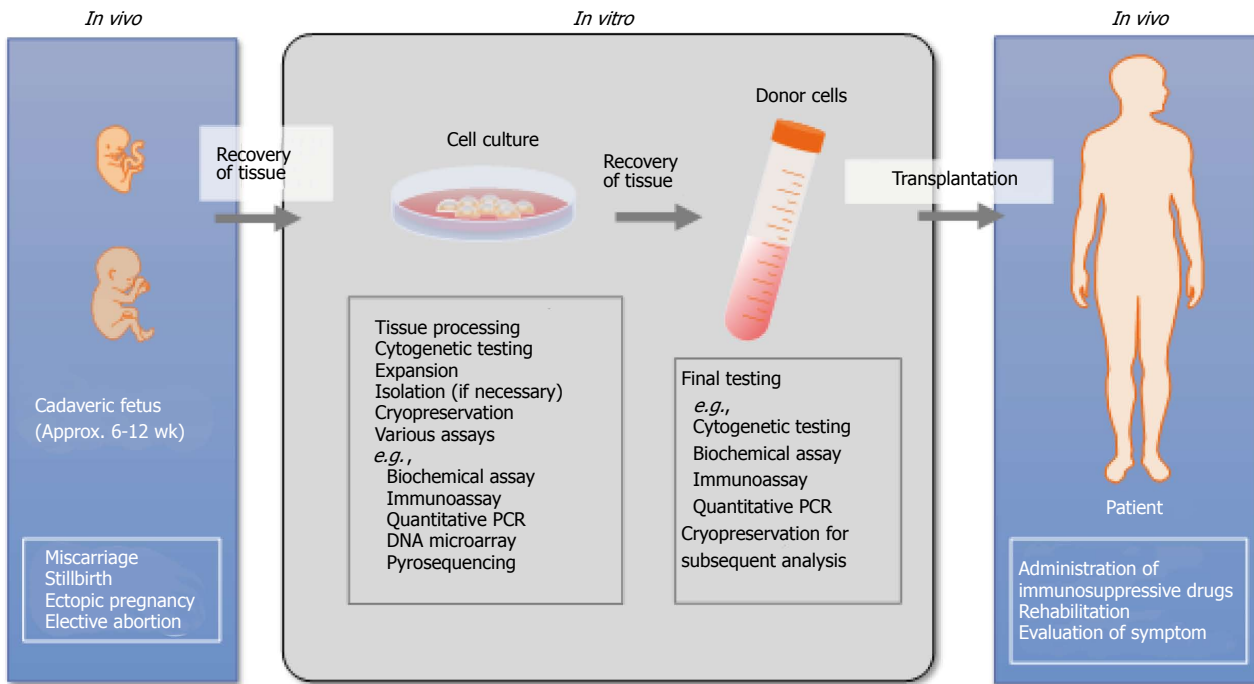 In vivo
In vitro
In vivo
Recovery
of tissue
Cell culture
Recovery
of tissue
Donor cells
Transplantation
Cadaveric fetus
(Approx. 6-12 wk)
Miscarriage
Stillbirth
Ectopic pregnancy
Elective abortion
Tissue processing
Cytogenetic testing
Expansion
Isolation (if necessary)
Cryopreservation
Various assays
e.g.,
Biochemical assay
Immunoassay
Quantitative PCR
DNA microarray
Pyrosequencing
Final testing
e.g.,
Cytogenetic testing
Biochemical assay
Immunoassay
Quantitative PCR
Cryopreservation for
subsequent analysis
Patient
Administration of
immunosuppressive drugs
Rehabilitation
Evaluation of symptom